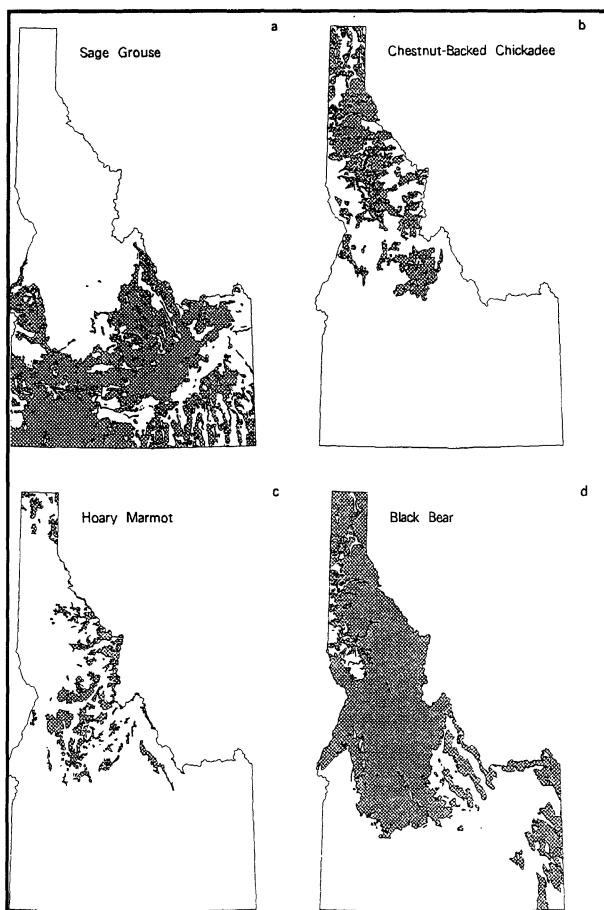 a
Sage Grouse
b
Chestnut-Backed Chickadee
c
Hoary Marmot
d
Black Bear